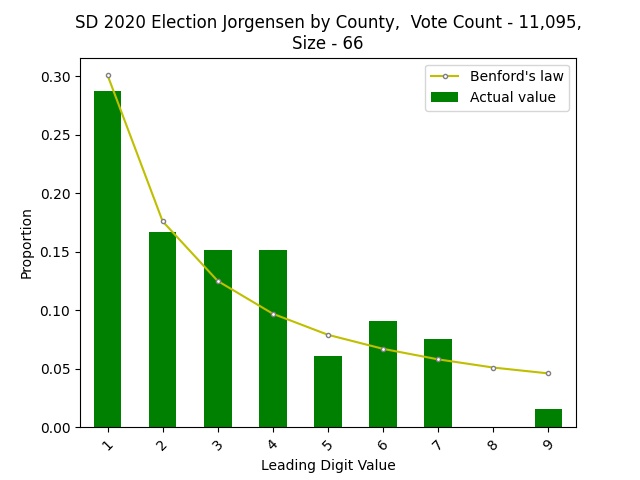 SD 2020 Election Jorgensen by County,  Vote Count - 11,095,
Size - 66
Benford's law
Actual value
0.30
0.25
0.20
0.15
0.10
0.05
0.00
Proportion
1 2 3 4 5 6 7 8 9
Leading Digit Value